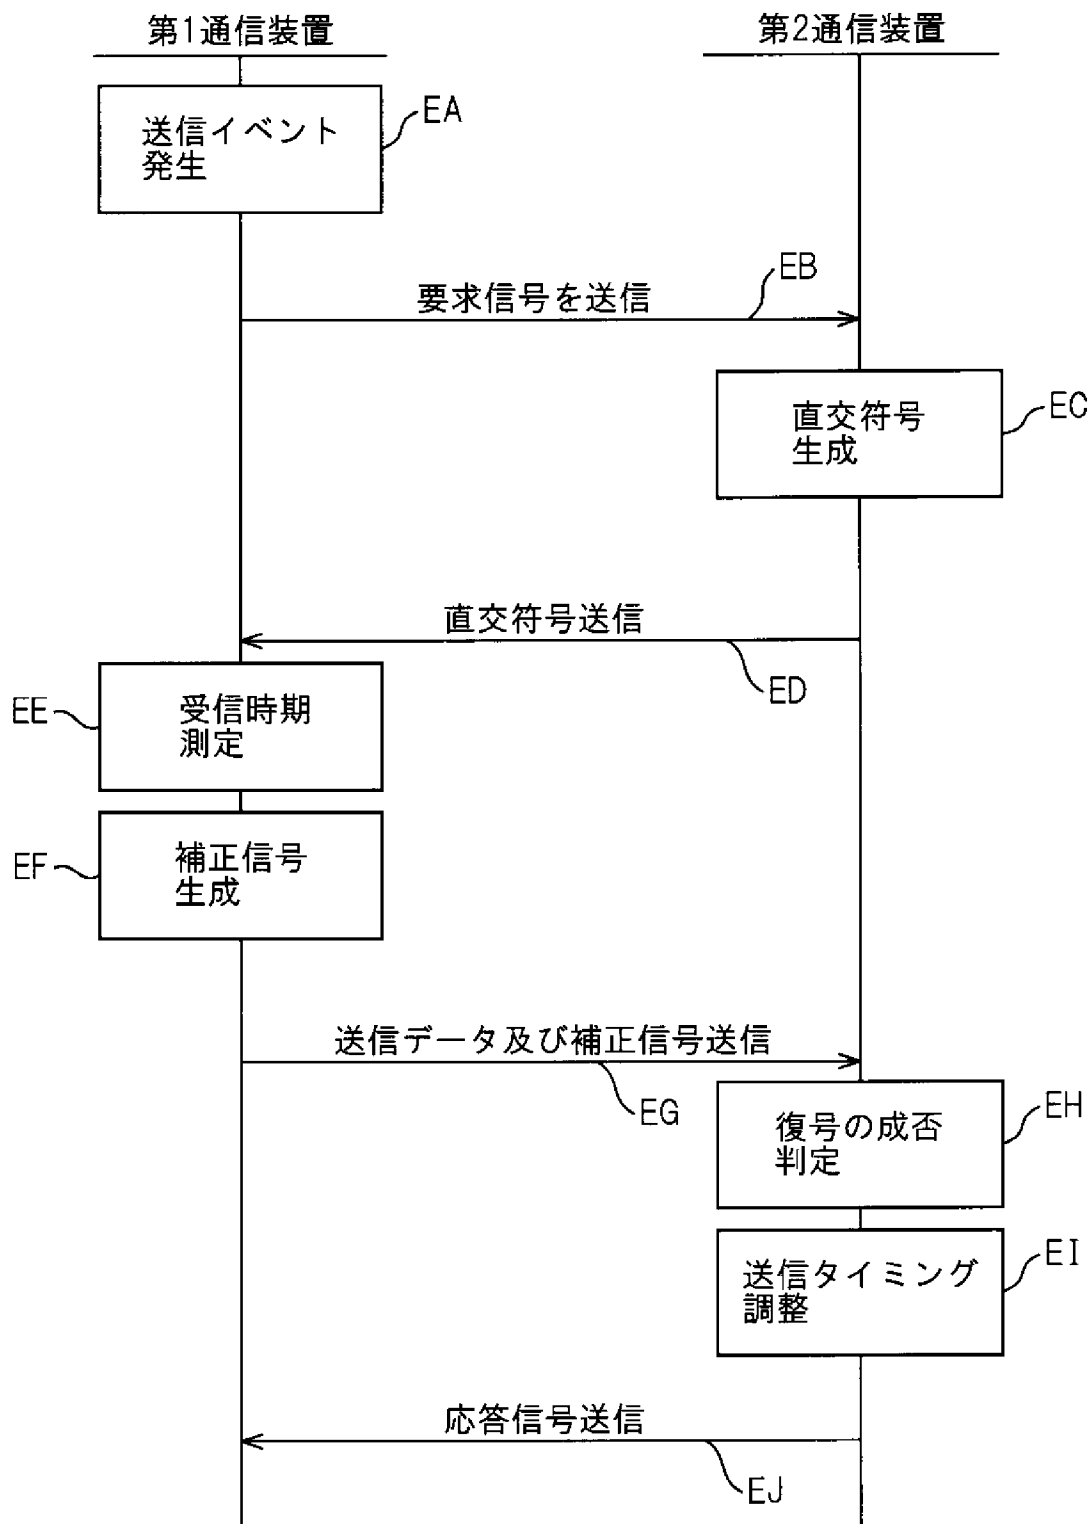 第1通信装置
第2通信装置
送信イベント
発生
EA
要求信号を送信
EB
直交符号
生成
EC
直交符号送信
ED
受信時期
測定
EE
補正信号
生成
EF
送信データ及び補正信号送信
EG
復号の成否
判定
EH
送信タイミング
調整
EI
応答信号送信
EJ